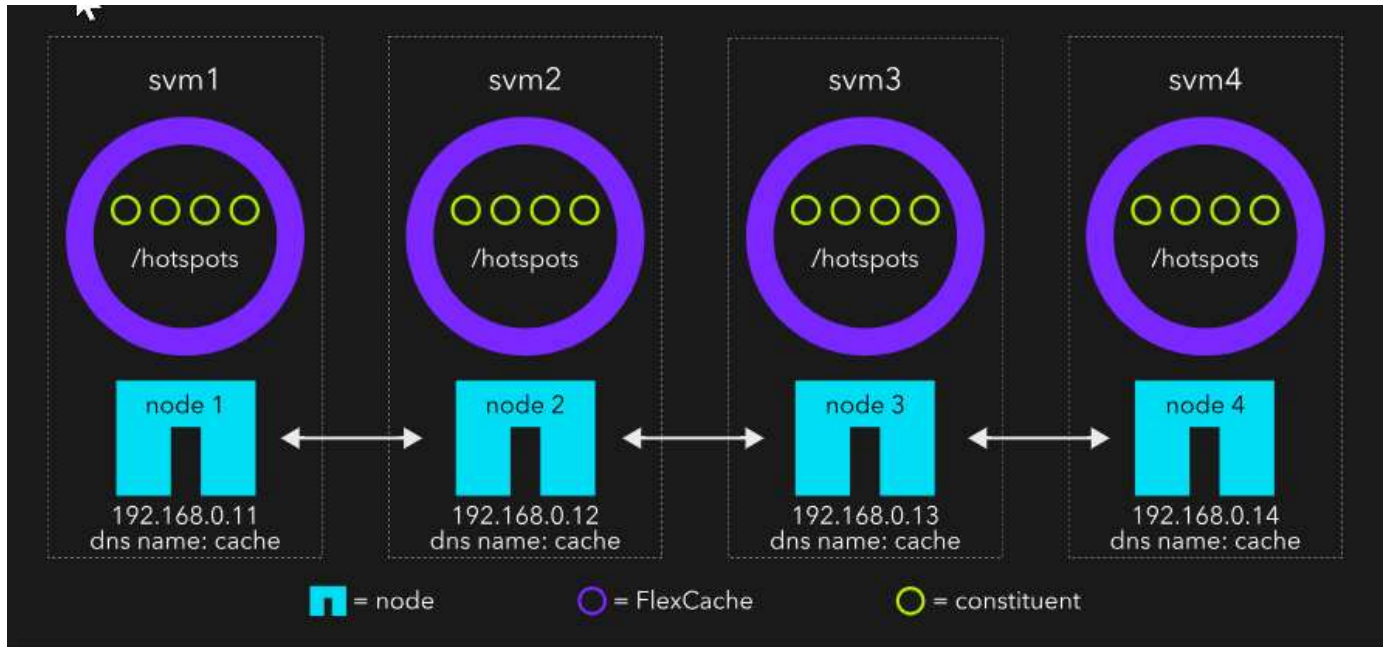 svm1
/hotspots
node 1
192.168.0.11
dns name: cache
svm2
/hotspots
node 2
192.168.0.12
dns name: cache
svm3
/hotspots
node 3
192.168.0.13
dns name: cache
svm4
/hotspots
node 4
192.168.0.14
dns name: cache
= node
= FlexCache
= constituent